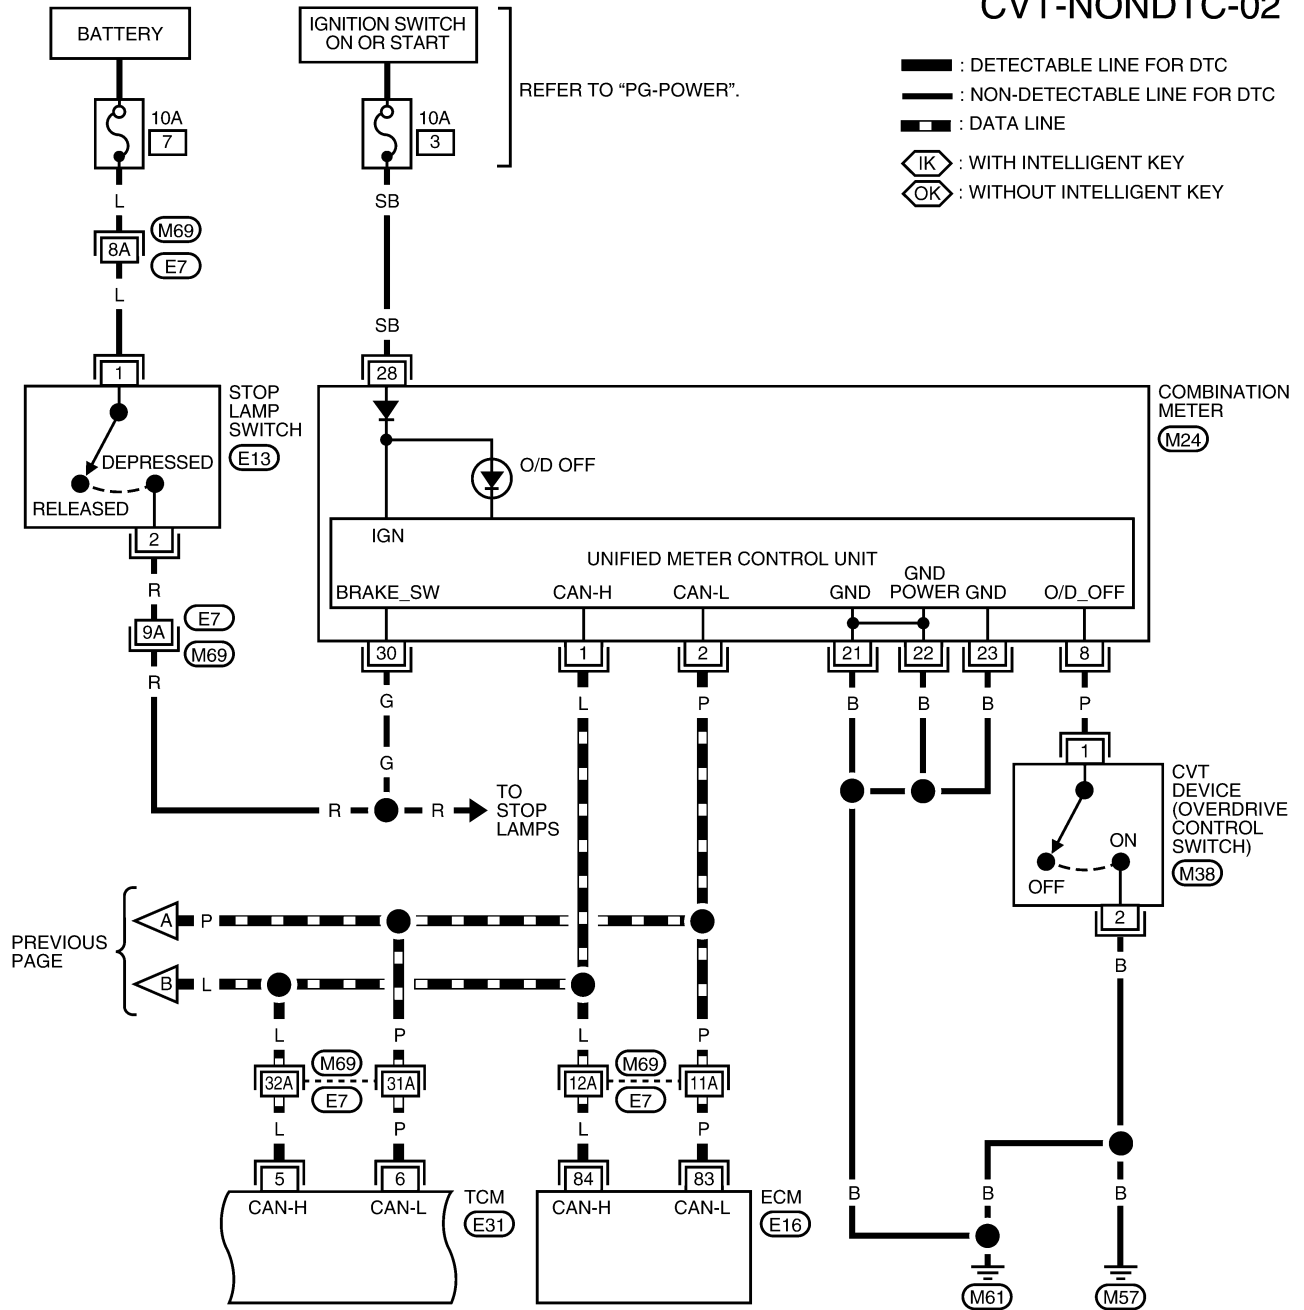 CVT-NONDTC-02
BATTERY
IGNITION SWITCH
ON OR START
REFER TO “PG-POWER”.
: DETECTABLE LINE FOR DTC
: NON-DETECTABLE LINE FOR DTC
: DATA LINE
IK : WITH INTELLIGENT KEY
OK : WITHOUT INTELLIGENT KEY
10A
7
10A
3
L
SB
M69
8A
E7
L
SB
1
28
STOP
LAMP
SWITCH
E13
DEPRESSED
RELEASED
2
COMBINATION
METER
M24
O/D OFF
IGN
UNIFIED METER CONTROL UNIT
BRAKE_SW
CAN-H
CAN-L
GND
GND
POWER
GND
O/D_OFF
R
E7
9A
M69
R
30
1
2
21
22
23
8
G
L
P
B
B
B
P
G
1
CVT
DEVICE
(OVERDRIVE
CONTROL
SWITCH)
M38
ON
OFF
2
R
R
TO
STOP
LAMPS
PREVIOUS
PAGE
A P
B L
B
L
P
L
P
M69
32A
31A
E7
M69
12A
11A
E7
L
P
L
P
5
6
84
83
CAN-H
CAN-L
TCM
E31
CAN-H
CAN-L
ECM
E16
B
B
B
M61
M57